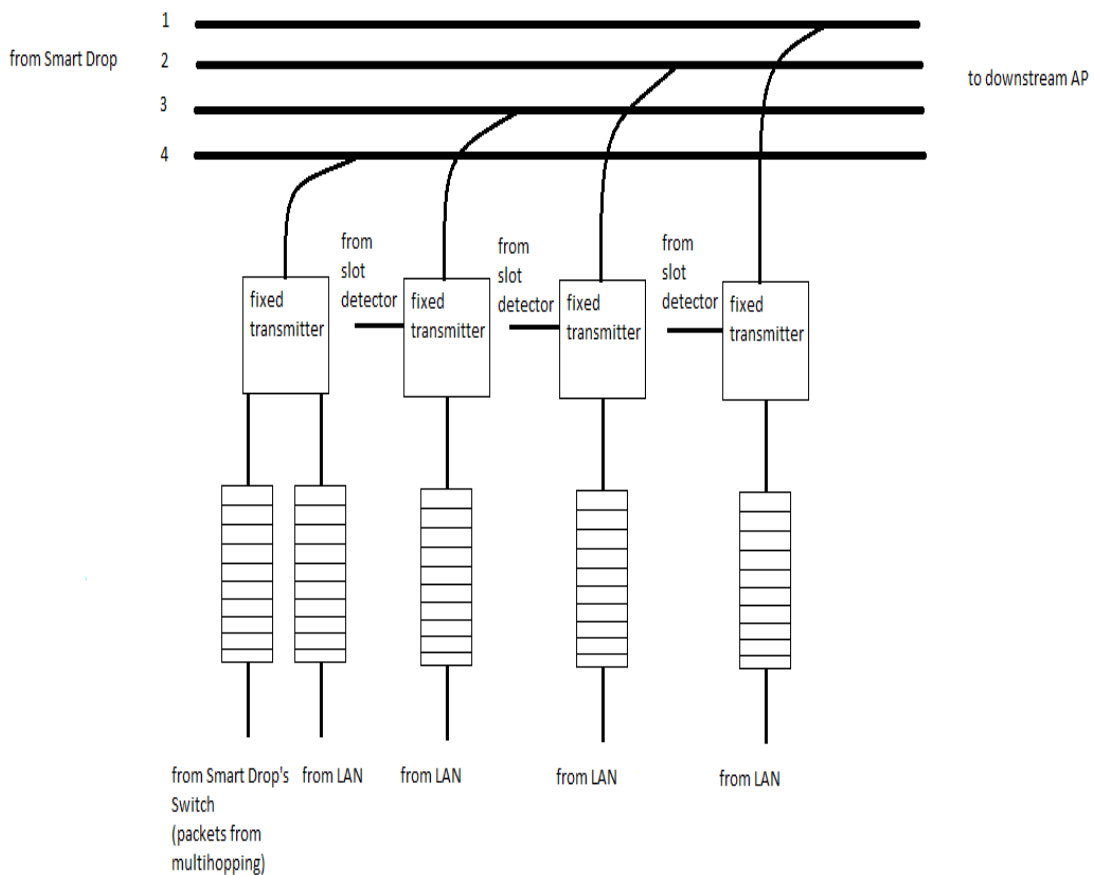 1
from Smart Drop
2
to downstream AP
3
4
from
slot
detector
from
slot
detector
from
slot
detector
fixed
transmitter
fixed
transmitter
fixed
transmitter
fixed
transmitter
from Smart Drop's
Switch
(packets from
multihopping)
from LAN
from LAN
from LAN
from LAN